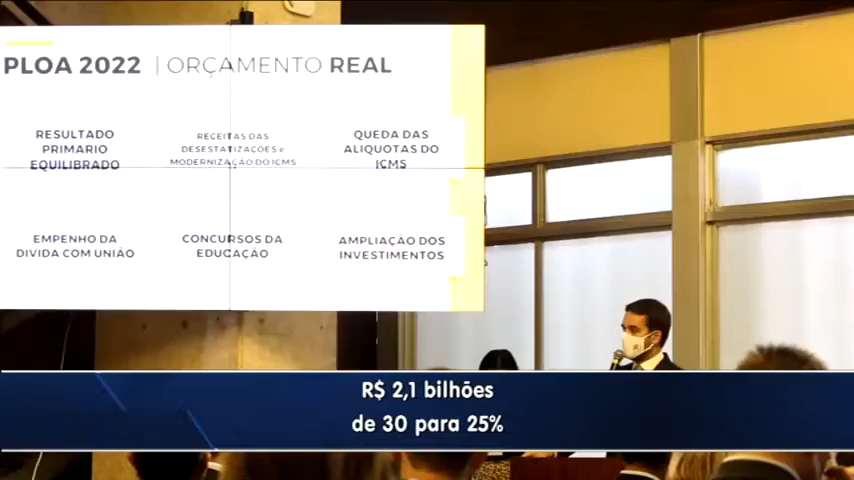 PLOA 2022 | ORÇAMENTO REAL
RESULTADO
PRIMARIO
EQUILIBRADO
RECEITAS DAS
DESESTATIZAÇÕES e
MODERNIZAÇÃO DO ICMS
QUEDA DAS
ALIQUOTAS DO
ICMS
EMPENHO DA
DIVIDA COM UNIÃO
CONCURSOS DA
EDUCAÇÃO
AMPLIAÇÃO DOS
INVESTIMENTOS
R$ 2,1 bilhões
de 30 para 25%